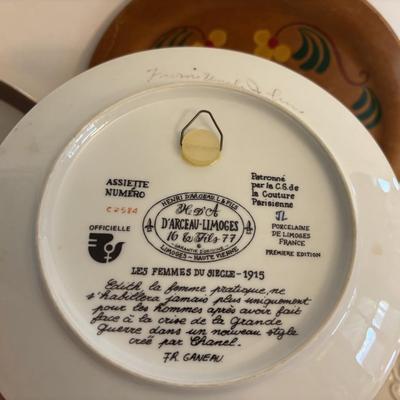 ASSIETTE
NUMÉRO
C2584
OFFICIELLE
HENRI D'ARCEAU L. & FILS
H. D'A
D'ARCEAU-LIMOGES
16 & Fils 77
GARANTIE D'ORIGINE
LIMOGES - HAUTE VIENNE
Patronné
par la C.S. de
la Couture
Parisienne
JL
PORCELAINE
DE LIMOGES
FRANCE
PREMIÈRE EDITION
LES FEMMES DU SIECLE - 1915
Edith, la femme pratique, ne
s'habillera jamais plus uniquement
pour les hommes après avoir fait
face à la crise de la Grande
Guerre dans un nouveau style
créé par Chanel.
FR. GANEAU